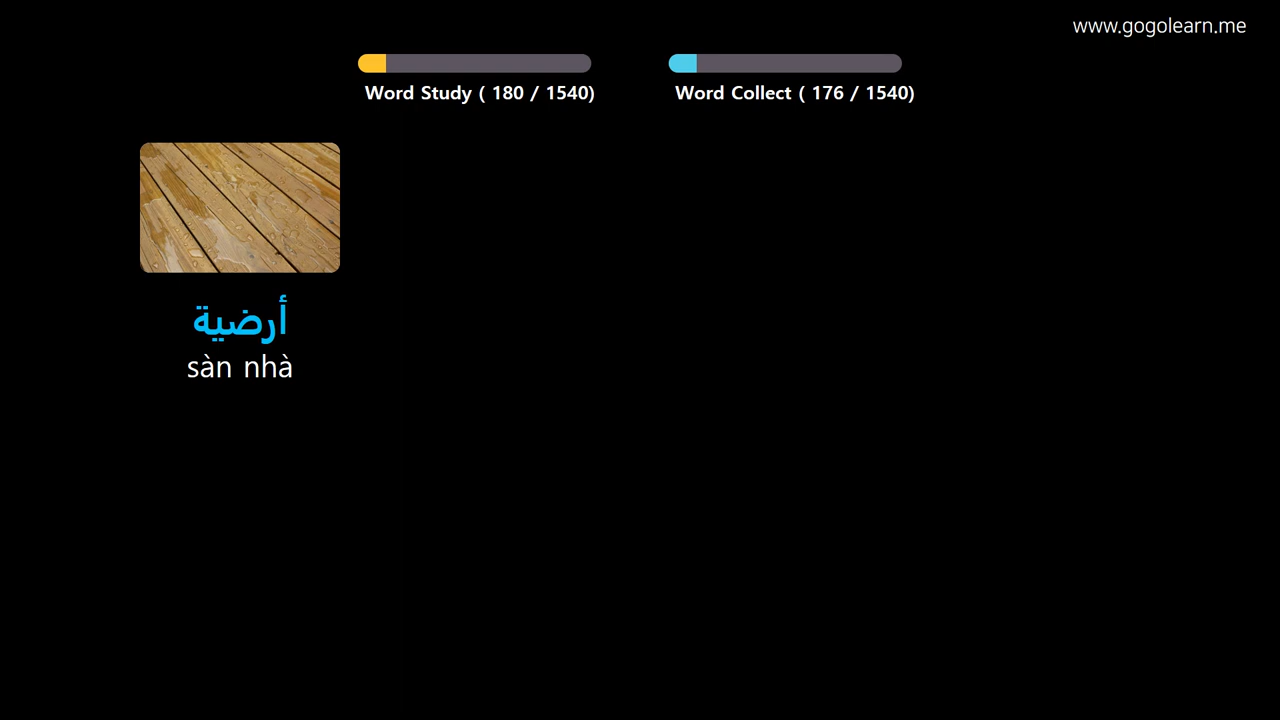 www.gogolearn.me
Word Study ( 180 / 1540)
Word Collect ( 176 / 1540)
أرضية
sàn nhà